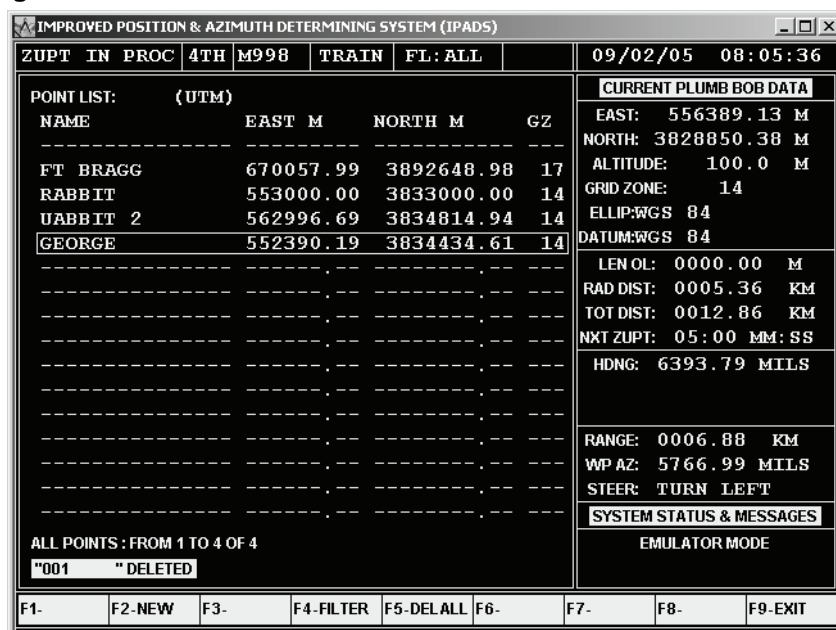 IMPROVED POSITION & AZIMUTH DETERMINING SYSTEM (IPADS)
ZUPT IN PROC 4TH M998 TRAIN FL:ALL 09/02/05 08:05:36
POINT LIST: (UTM)
NAME EAST M NORTH M GZ
FT BRAGG 670057.99 3892648.98 17
RABBIT 553000.00 3833000.00 14
UABBIT 2 562996.69 3834814.94 14
GEORGE 552390.19 3834434.61 14
ALL POINTS : FROM 1 TO 4 OF 4
"001 " DELETED
CURRENT PLUMB BOB DATA
EAST: 556389.13 M
NORTH: 3828850.38 M
ALTITUDE: 100.0 M
GRID ZONE: 14
ELLIP:WGS 84
DATUM:WGS 84
LEN OL: 0000.00 M
RAD DIST: 0005.36 KM
TOT DIST: 0012.86 KM
NXT ZUPT: 05:00 MM:SS
HDNG: 6393.79 MILS
RANGE: 0006.88 KM
WP AZ: 5766.99 MILS
STEER: TURN LEFT
SYSTEM STATUS & MESSAGES
EMULATOR MODE
F1- F2-NEW F3- F4-FILTER F5-DEL ALL F6- F7- F8- F9-EXIT